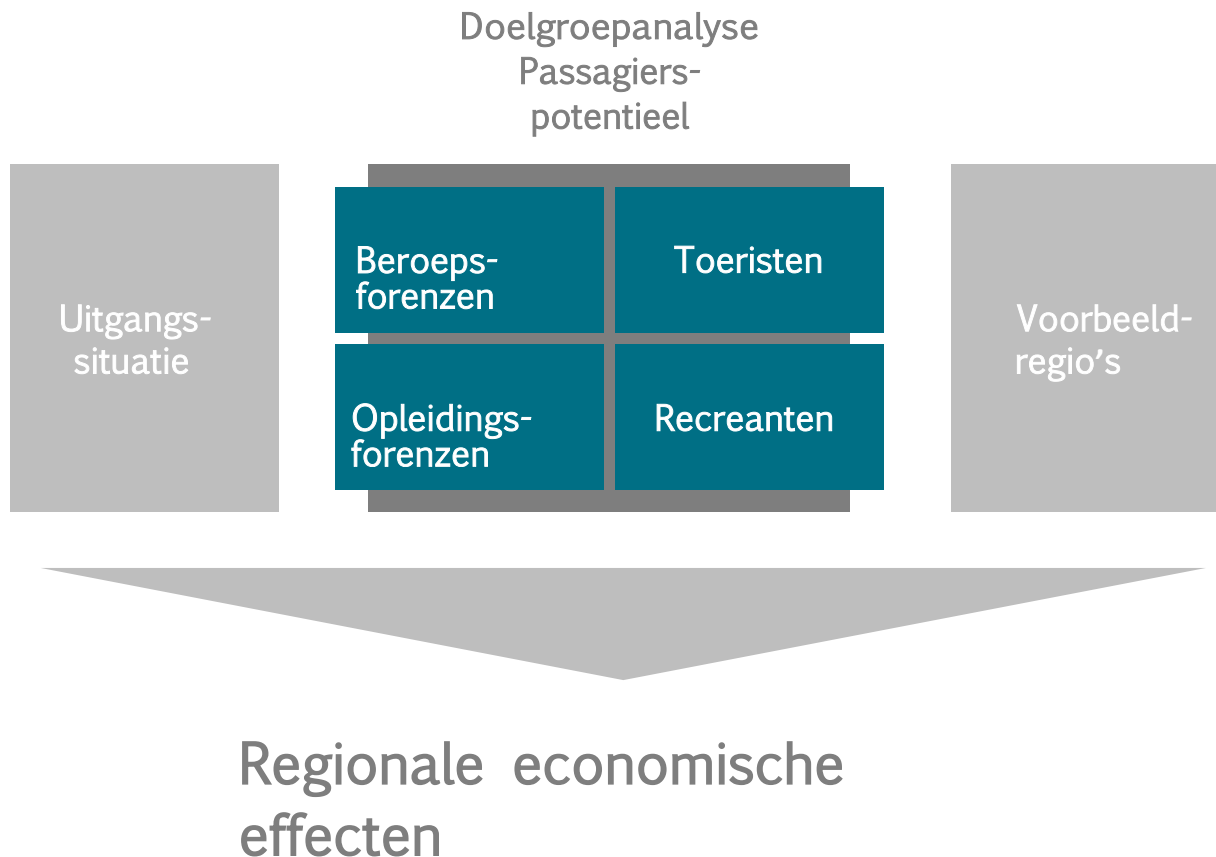 Doelgroepanalyse
Passagiers-
potentieel
Uitgangs-
situatie
Beroeps-
forenzen
Toeristen
Opleidings-
forenzen
Recreanten
Voorbeeld-
regio’s
Regionale economische
effecten